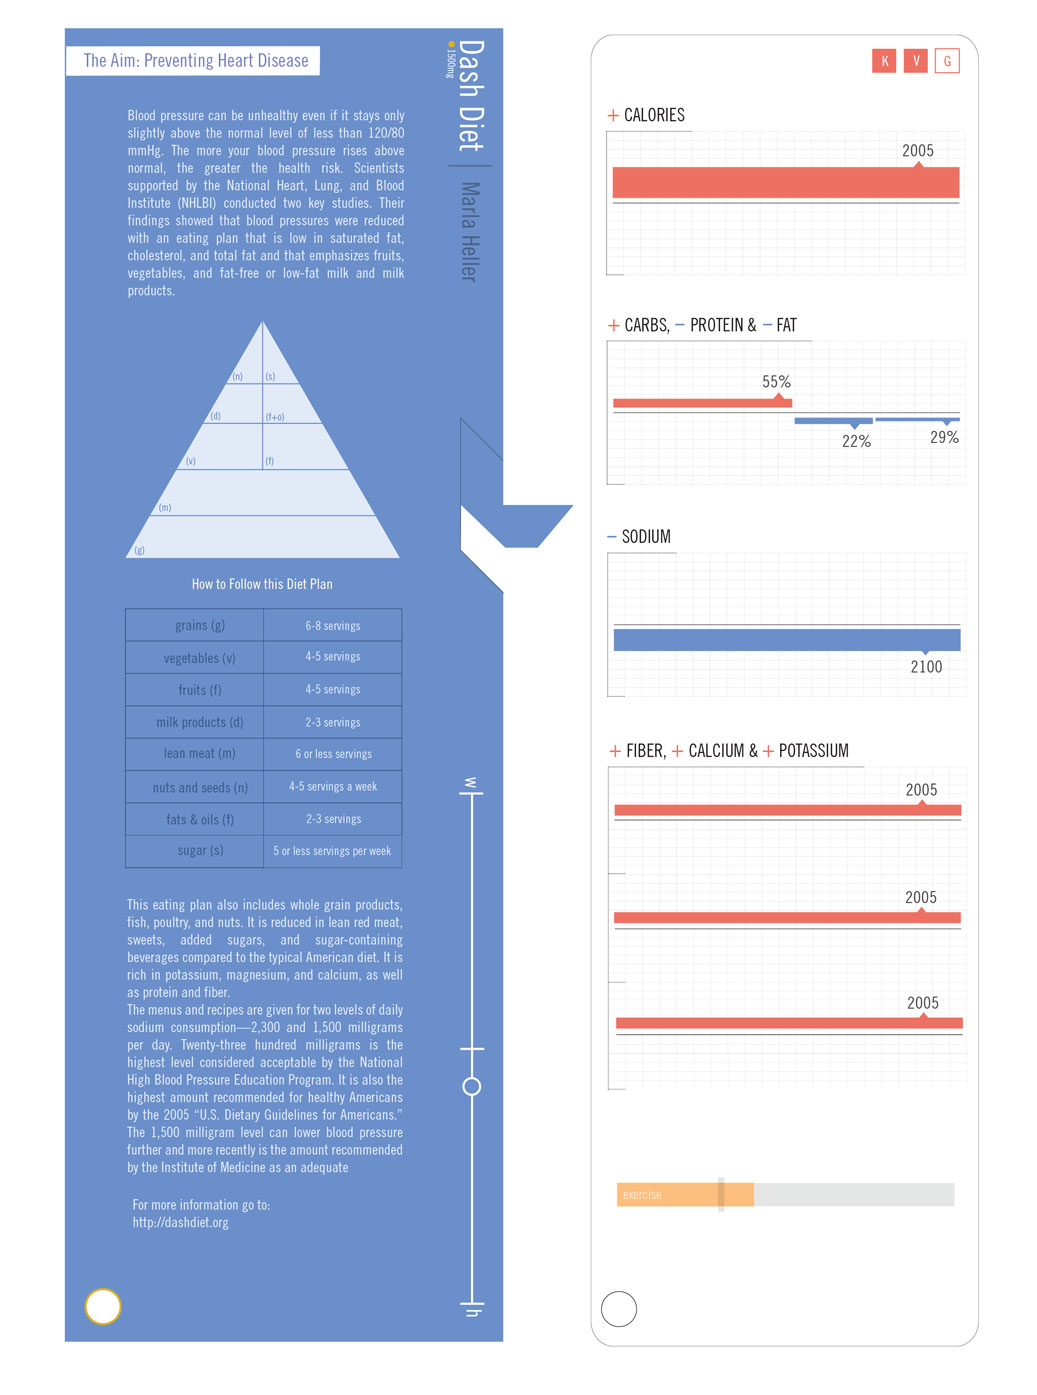 The Aim: Preventing Heart Disease
Dash Diet
1500mg
Marla Heller
Blood pressure can be unhealthy even if it stays only
slightly above the normal level of less than 120/80
mmHg. The more your blood pressure rises above
normal, the greater the health risk. Scientists
supported by the National Heart, Lung, and Blood
Institute (NHLBI) conducted two key studies. Their
findings showed that blood pressures were reduced
with an eating plan that is low in saturated fat,
cholesterol, and total fat and that emphasizes fruits,
vegetables, and fat-free or low-fat milk and milk
products.
(n) (s)
(d) (f+o)
(v) (f)
(m)
(g)
How to Follow this Diet Plan
grains (g) 6-8 servings
vegetables (v) 4-5 servings
fruits (f) 4-5 servings
milk products (d) 2-3 servings
lean meat (m) 6 or less servings
nuts and seeds (n) 4-5 servings a week
fats & oils (f) 2-3 servings
sugar (s) 5 or less servings per week
This eating plan also includes whole grain products,
fish, poultry, and nuts. It is reduced in lean red meat,
sweets, added sugars, and sugar-containing
beverages compared to the typical American diet. It is
rich in potassium, magnesium, and calcium, as well
as protein and fiber.
The menus and recipes are given for two levels of daily
sodium consumption—2,300 and 1,500 milligrams
per day. Twenty-three hundred milligrams is the
highest level considered acceptable by the National
High Blood Pressure Education Program. It is also the
highest amount recommended for healthy Americans
by the 2005 “U.S. Dietary Guidelines for Americans.”
The 1,500 milligram level can lower blood pressure
further and more recently is the amount recommended
by the Institute of Medicine as an adequate
For more information go to:
http://dashdiet.org
w
h
K V G
+ CALORIES
2005
+ CARBS, − PROTEIN & − FAT
55%
22%
29%
− SODIUM
2100
+ FIBER, + CALCIUM & + POTASSIUM
2005
2005
2005
exercise